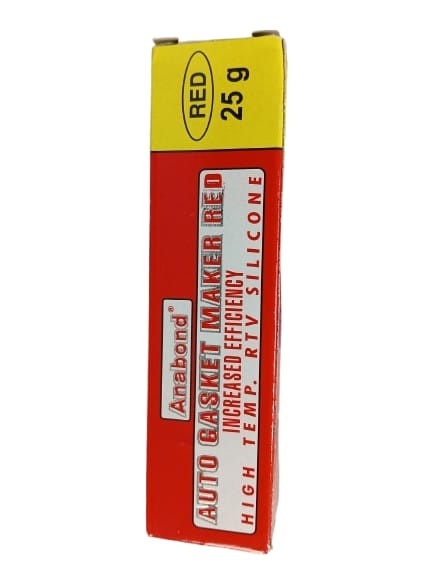 RED
25 g
Anabond®
AUTO GASKET MAKER RED
INCREASED EFFICIENCY
HIGH TEMP. RTV SILICONE